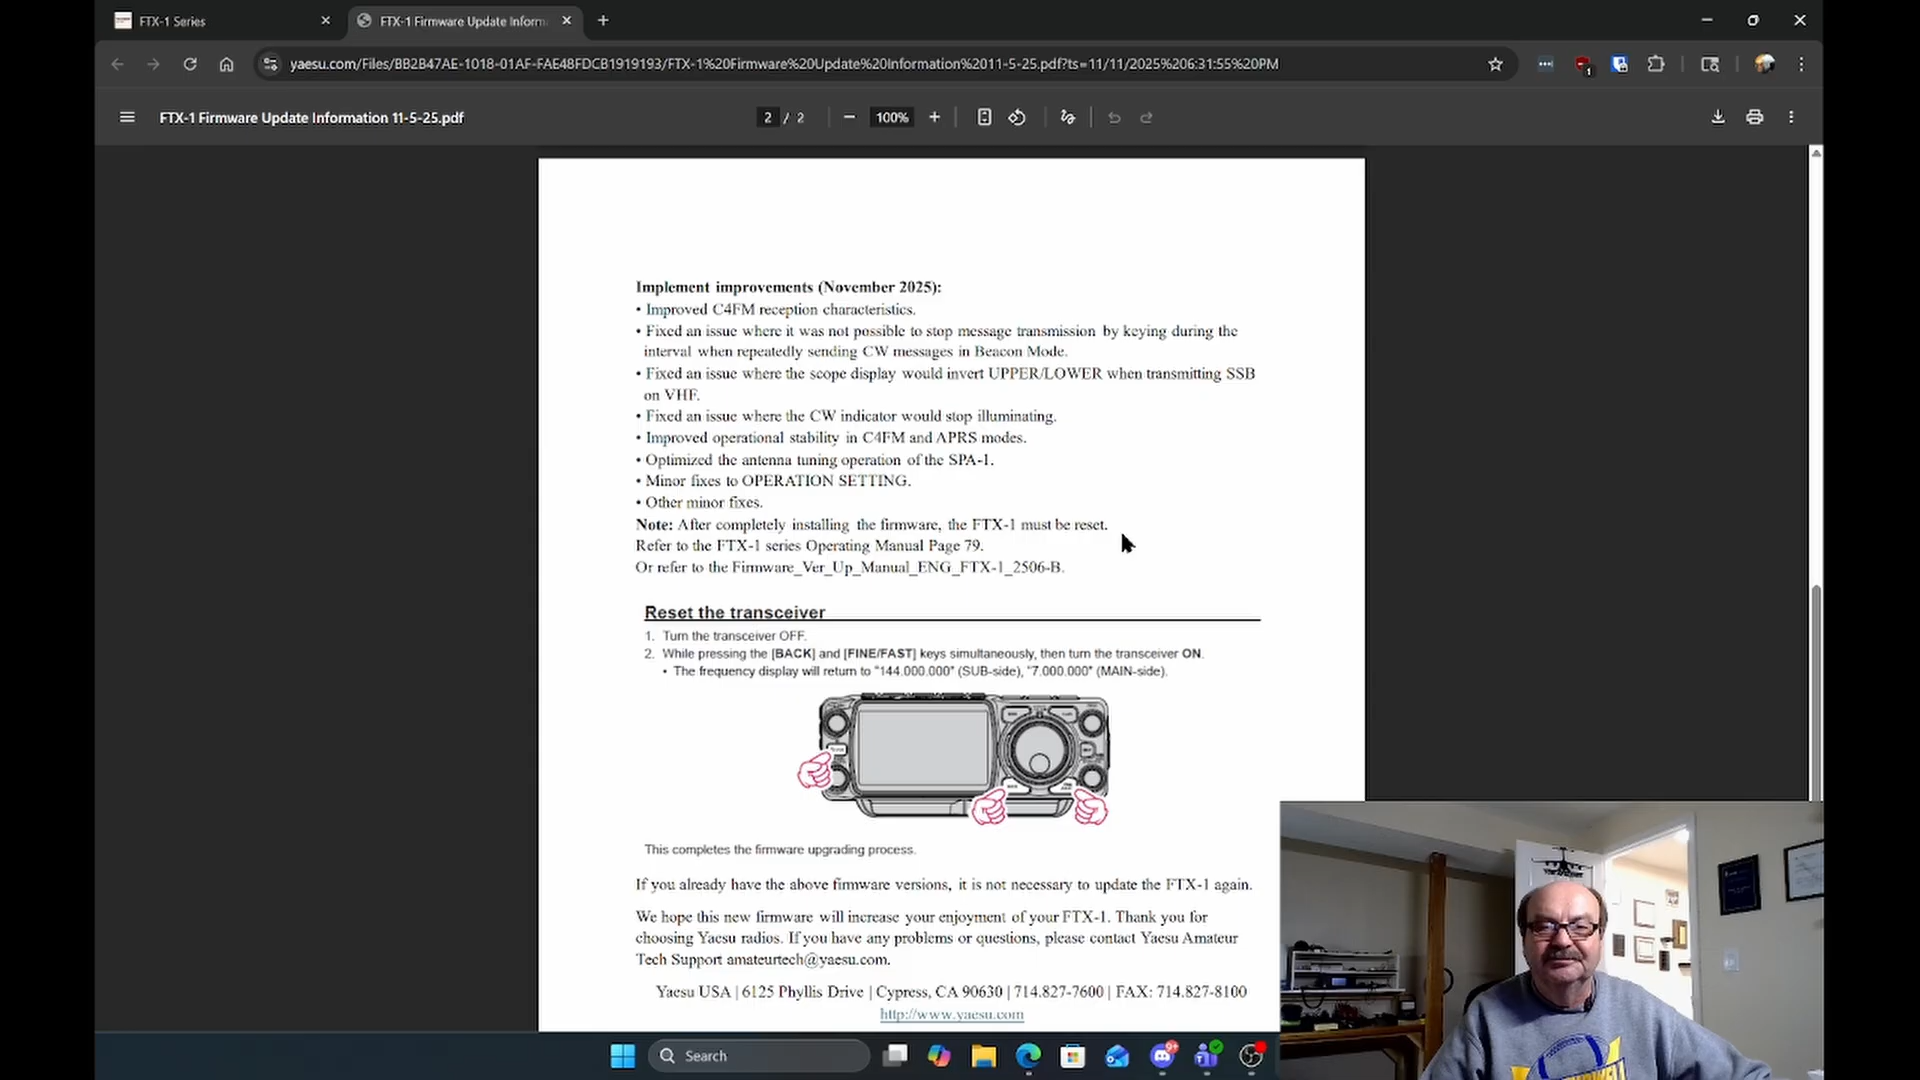 FTX-1 Series
FTX-1 Firmware Update Inform
yaesu.com/Files/BB2B47AE-1018-01AF-FAE48FDCB1919193/FTX-1%20Firmware%20Update%20Information%2011-5-25.pdf?ts=11/11/2025%206:31:55%20PM
1
FTX-1 Firmware Update Information 11-5-25.pdf
2 / 2
100%
Implement improvements (November 2025):
• Improved C4FM reception characteristics.
• Fixed an issue where it was not possible to stop message transmission by keying during the
interval when repeatedly sending CW messages in Beacon Mode.
• Fixed an issue where the scope display would invert UPPER/LOWER when transmitting SSB
on VHF.
• Fixed an issue where the CW indicator would stop illuminating.
• Improved operational stability in C4FM and APRS modes.
• Optimized the antenna tuning operation of the SPA-1.
• Minor fixes to OPERATION SETTING.
• Other minor fixes.
Note: After completely installing the firmware, the FTX-1 must be reset.
Refer to the FTX-1 series Operating Manual Page 79.
Or refer to the Firmware_Ver_Up_Manual_ENG_FTX-1_2506-B.
Reset the transceiver
1. Turn the transceiver OFF.
2. While pressing the [BACK] and [FINE/FAST] keys simultaneously, then turn the transceiver ON.
• The frequency display will return to "144.000.000" (SUB-side), "7.000.000" (MAIN-side).
This completes the firmware upgrading process.
If you already have the above firmware versions, it is not necessary to update the FTX-1 again.
We hope this new firmware will increase your enjoyment of your FTX-1. Thank you for
choosing Yaesu radios. If you have any problems or questions, please contact Yaesu Amateur
Tech Support amateurtech@yaesu.com.
Yaesu USA | 6125 Phyllis Drive | Cypress, CA 90630 | 714.827-7600 | FAX: 714.827-8100
http://www.yaesu.com
Search
9+